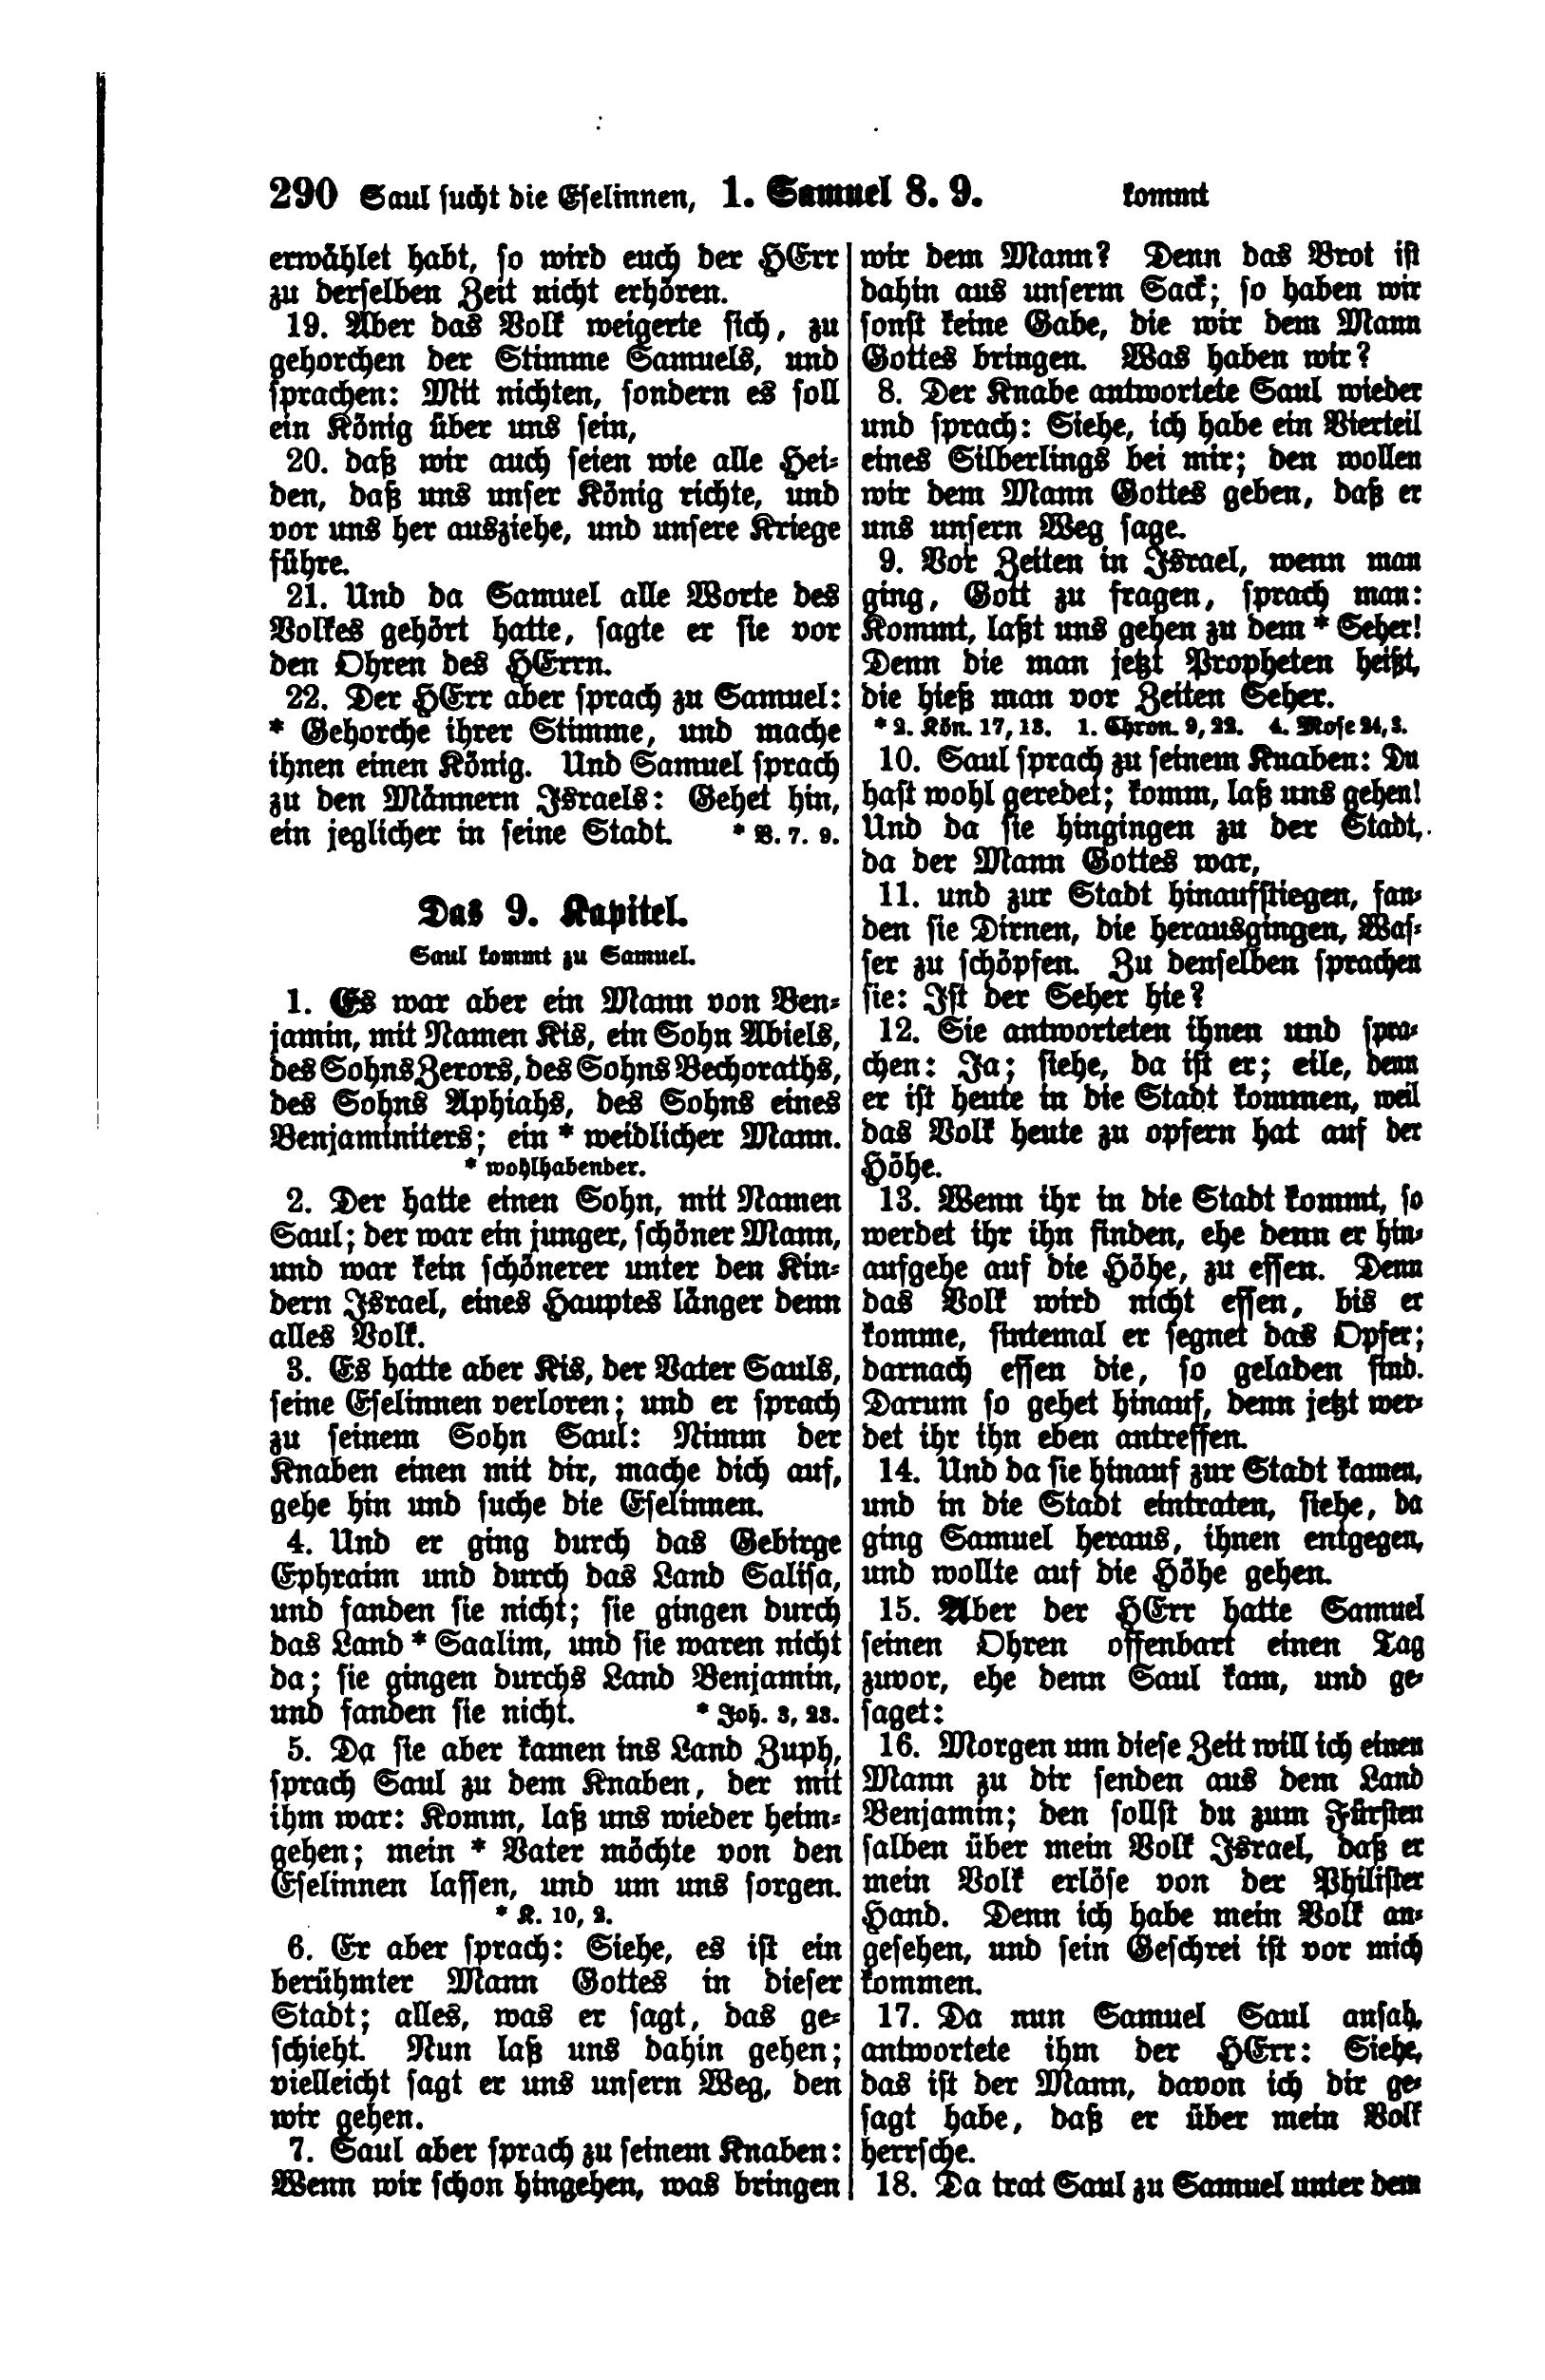 290 Saul sucht die Eselinnen, 1. Samuel 8. 9. kommt
erwählet habt, so wird euch der HErr
zu derselben Zeit nicht erhören.
19. Aber das Volk weigerte sich, zu
gehorchen der Stimme Samuels, und
sprachen: Mit nichten, sondern es soll
ein König über uns sein,
20. daß wir auch seien wie alle Hei-
den, daß uns unser König richte, und
vor uns her ausziehe, und unsere Kriege
führe.
21. Und da Samuel alle Worte des
Volkes gehört hatte, sagte er sie vor
den Ohren des HErrn.
22. Der HErr aber sprach zu Samuel:
* Gehorche ihrer Stimme, und mache
ihnen einen König. Und Samuel sprach
zu den Männern Israels: Gehet hin,
ein jeglicher in seine Stadt. * V. 7. 9.
Das 9. Kapitel.
Saul kommt zu Samuel.
1. Es war aber ein Mann von Ben-
jamin, mit Namen Kis, ein Sohn Abiels,
des Sohns Zerors, des Sohns Bechoraths,
des Sohns Aphiahs, des Sohns eines
Benjaminiters; ein * weidlicher Mann.
* wohlhabender.
2. Der hatte einen Sohn, mit Namen
Saul; der war ein junger, schöner Mann,
und war kein schönerer unter den Kin-
dern Israel, eines Hauptes länger denn
alles Volk.
3. Es hatte aber Kis, der Vater Sauls,
seine Eselinnen verloren; und er sprach
zu seinem Sohn Saul: Nimm der
Knaben einen mit dir, mache dich auf,
gehe hin und suche die Eselinnen.
4. Und er ging durch das Gebirge
Ephraim und durch das Land Salisa,
und fanden sie nicht; sie gingen durch
das Land * Saalim, und sie waren nicht
da; sie gingen durchs Land Benjamin,
und fanden sie nicht. * Joh. 3, 23.
5. Da sie aber kamen ins Land Zuph,
sprach Saul zu dem Knaben, der mit
ihm war: Komm, laß uns wieder heim-
gehen; mein * Vater möchte von den
Eselinnen lassen, und um uns sorgen.
* K. 10, 2.
6. Er aber sprach: Siehe, es ist ein
berühmter Mann Gottes in dieser
Stadt; alles, was er sagt, das ge-
schieht. Nun laß uns dahin gehen;
vielleicht sagt er uns unsern Weg, den
wir gehen.
7. Saul aber sprach zu seinem Knaben:
Wenn wir schon hingehen, was bringen
wir dem Mann? Denn das Brot ist
dahin aus unserm Sack; so haben wir
sonst keine Gabe, die wir dem Mann
Gottes bringen. Was haben wir?
8. Der Knabe antwortete Saul wieder
und sprach: Siehe, ich habe ein Vierteil
eines Silberlings bei mir; den wollen
wir dem Mann Gottes geben, daß er
uns unsern Weg sage.
9. Vor Zeiten in Israel, wenn man
ging, Gott zu fragen, sprach man:
Kommt, laßt uns gehen zu dem * Seher!
Denn die man jetzt Propheten heißt,
die hieß man vor Zeiten Seher.
* 2. Kön. 17, 13. 1. Chron. 9, 22. 4. Mose 24, 3.
10. Saul sprach zu seinem Knaben: Du
hast wohl geredet; komm, laß uns gehen!
Und da sie hingingen zu der Stadt,
da der Mann Gottes war,
11. und zur Stadt hinaufstiegen, fan-
den sie Dirnen, die herausgingen, Was-
ser zu schöpfen. Zu denselben sprachen
sie: Ist der Seher hie?
12. Sie antworteten ihnen und spra-
chen: Ja; siehe, da ist er; eile, denn
er ist heute in die Stadt kommen, weil
das Volk heute zu opfern hat auf der
Höhe.
13. Wenn ihr in die Stadt kommt, so
werdet ihr ihn finden, ehe denn er hin-
aufgehe auf die Höhe, zu essen. Denn
das Volk wird nicht essen, bis er
komme, sintemal er segnet das Opfer;
darnach essen die, so geladen sind.
Darum so gehet hinauf, denn jetzt wer-
det ihr ihn eben antreffen.
14. Und da sie hinauf zur Stadt kamen,
und in die Stadt eintraten, siehe, da
ging Samuel heraus, ihnen entgegen,
und wollte auf die Höhe gehen.
15. Aber der HErr hatte Samuel
seinen Ohren offenbart einen Tag
zuvor, ehe denn Saul kam, und ge-
saget:
16. Morgen um diese Zeit will ich einen
Mann zu dir senden aus dem Land
Benjamin; den sollst du zum Fürsten
salben über mein Volk Israel, daß er
mein Volk erlöse von der Philister
Hand. Denn ich habe mein Volk an-
gesehen, und sein Geschrei ist vor mich
kommen.
17. Da nun Samuel Saul ansah,
antwortete ihm der HErr: Siehe,
das ist der Mann, davon ich dir ge-
sagt habe, daß er über mein Volk
herrsche.
18. Da trat Saul zu Samuel unter dem